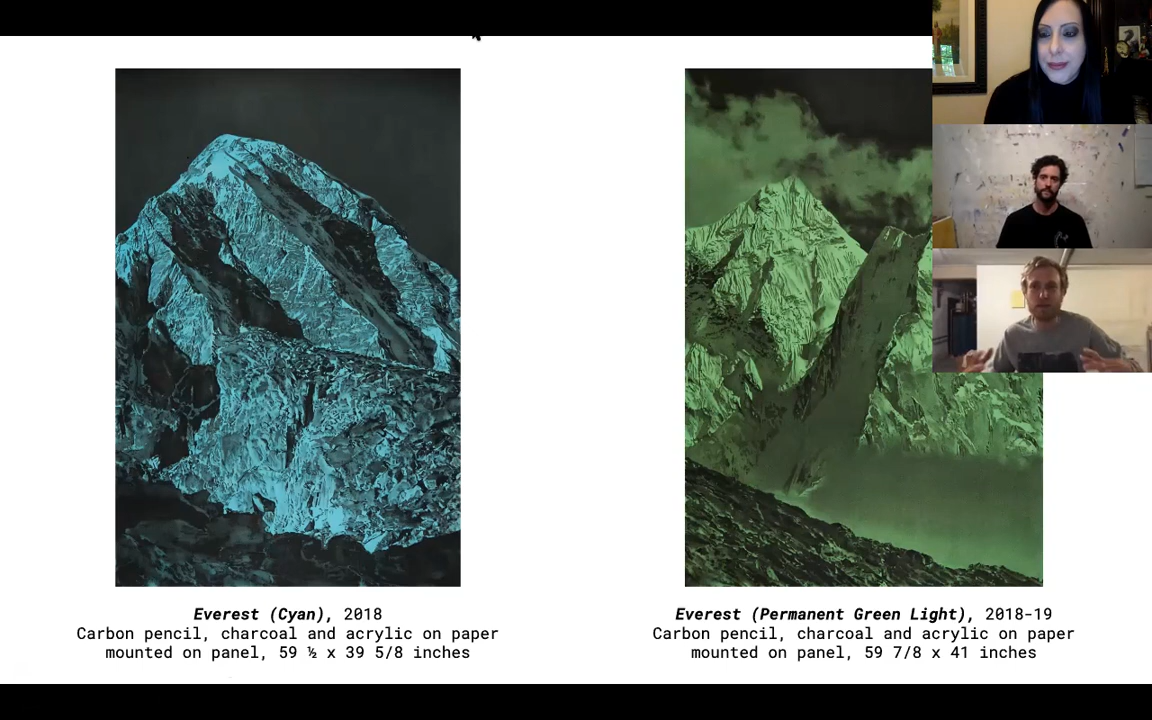 Everest (Cyan), 2018
Carbon pencil, charcoal and acrylic on paper
mounted on panel, 59 ½ x 39 5/8 inches
Everest (Permanent Green Light), 2018-19
Carbon pencil, charcoal and acrylic on paper
mounted on panel, 59 7/8 x 41 inches